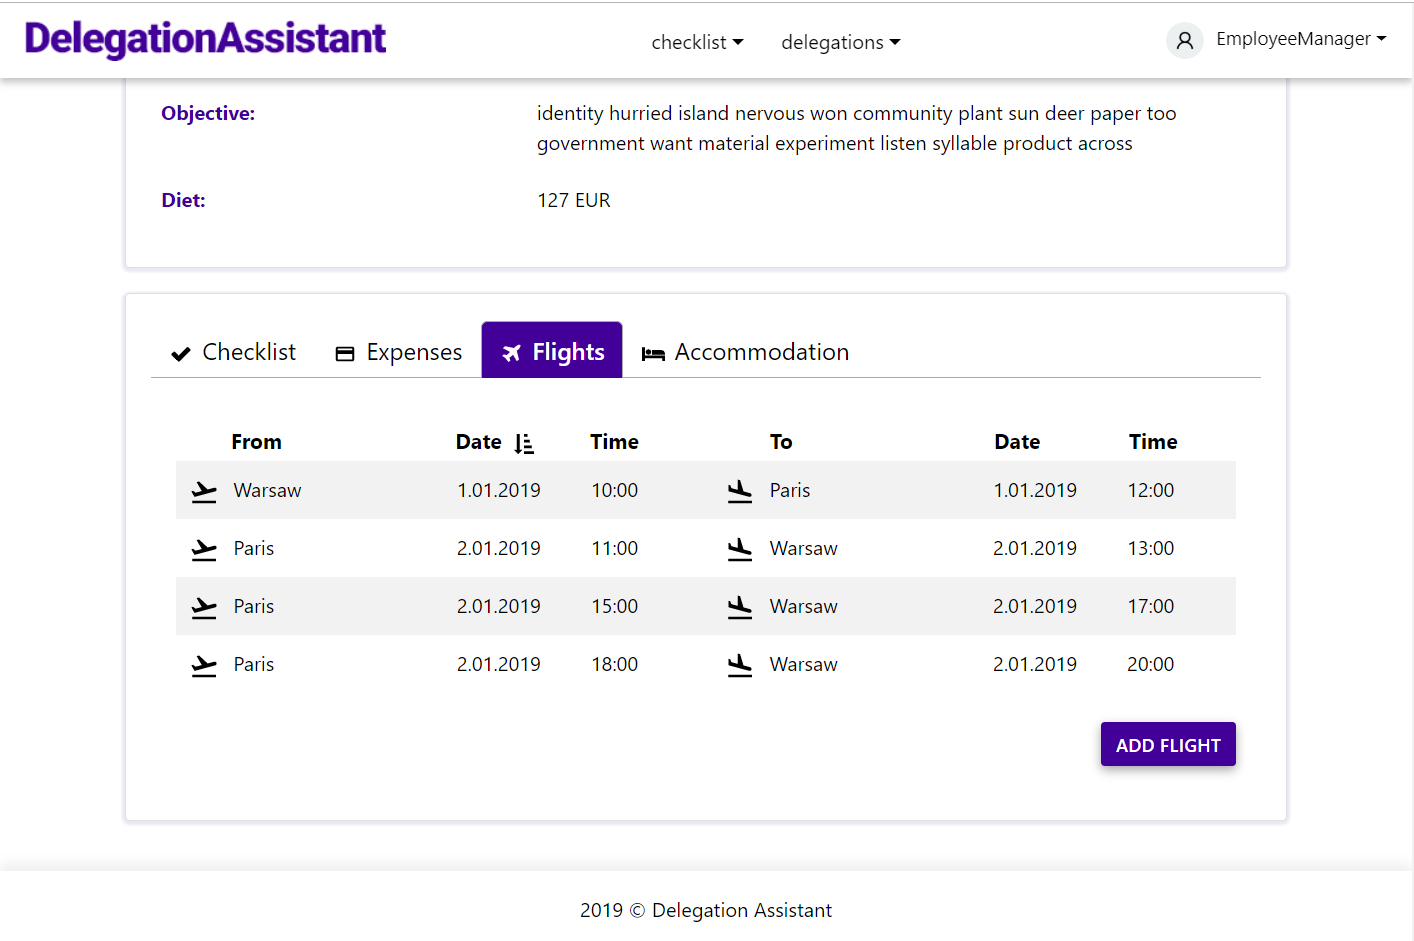 DelegationAssistant checklist delegations EmployeeManager
Objective: identity hurried island nervous won community plant sun deer paper too
government want material experiment listen syllable product across
Diet: 127 EUR
Checklist Expenses Flights Accommodation
From Date Time To Date Time
Warsaw 1.01.2019 10:00 Paris 1.01.2019 12:00
Paris 2.01.2019 11:00 Warsaw 2.01.2019 13:00
Paris 2.01.2019 15:00 Warsaw 2.01.2019 17:00
Paris 2.01.2019 18:00 Warsaw 2.01.2019 20:00
ADD FLIGHT
2019 © Delegation Assistant